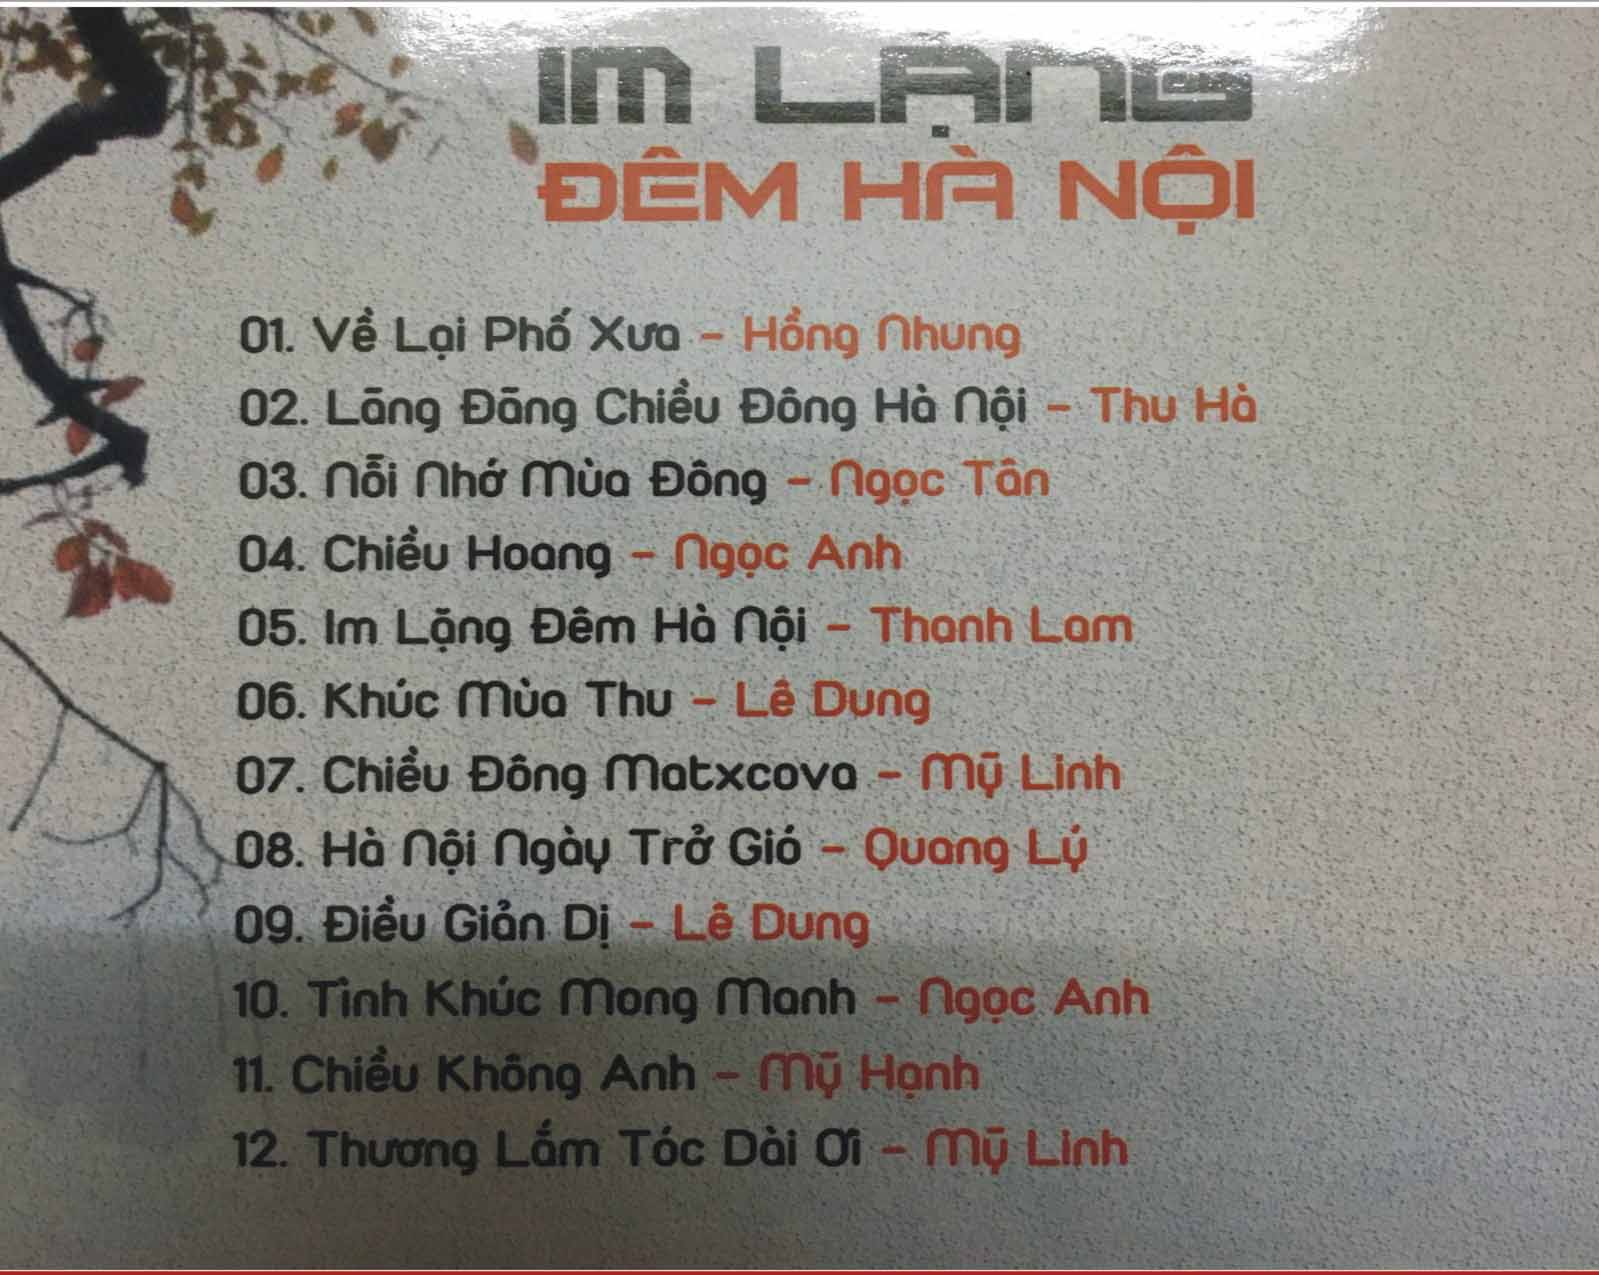 IM LẶNG
ĐÊM HÀ NỘI
01. Về Lại Phố Xưa - Hồng Nhung
02. Lãng Đãng Chiều Đông Hà Nội - Thu Hà
03. Nỗi Nhớ Mùa Đông - Ngọc Tân
04. Chiều Hoang - Ngọc Anh
05. Im Lặng Đêm Hà Nội - Thanh Lam
06. Khúc Mùa Thu - Lê Dung
07. Chiều Đông Matxcova - Mỹ Linh
08. Hà Nội Ngày Trở Gió - Quang Lý
09. Điều Giản Dị - Lê Dung
10. Tình Khúc Mong Manh - Ngọc Anh
11. Chiều Không Anh - Mỹ Hạnh
12. Thương Lắm Tóc Dài Ơi - Mỹ Linh